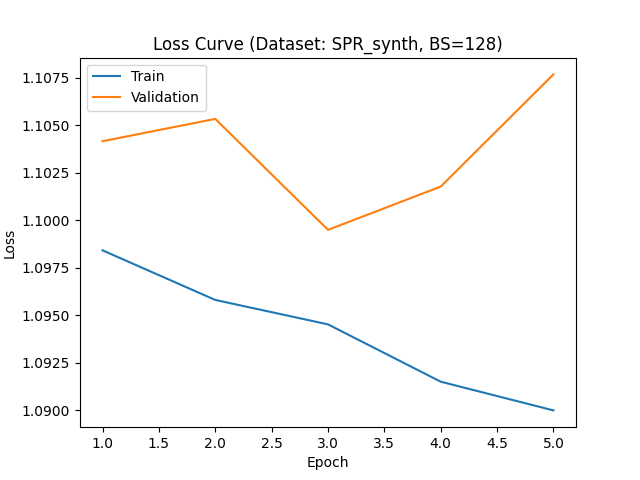 Loss Curve (Dataset: SPR_synth, BS=128)
Train
Validation
1.1075
1.1050
1.1025
1.1000
1.0975
1.0950
1.0925
1.0900
Loss
1.0 1.5 2.0 2.5 3.0 3.5 4.0 4.5 5.0
Epoch